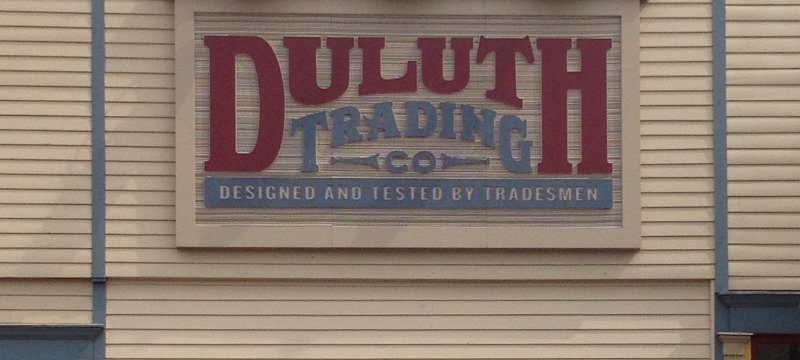 DULUTH
TRADING
CO
DESIGNED AND TESTED BY TRADESMEN